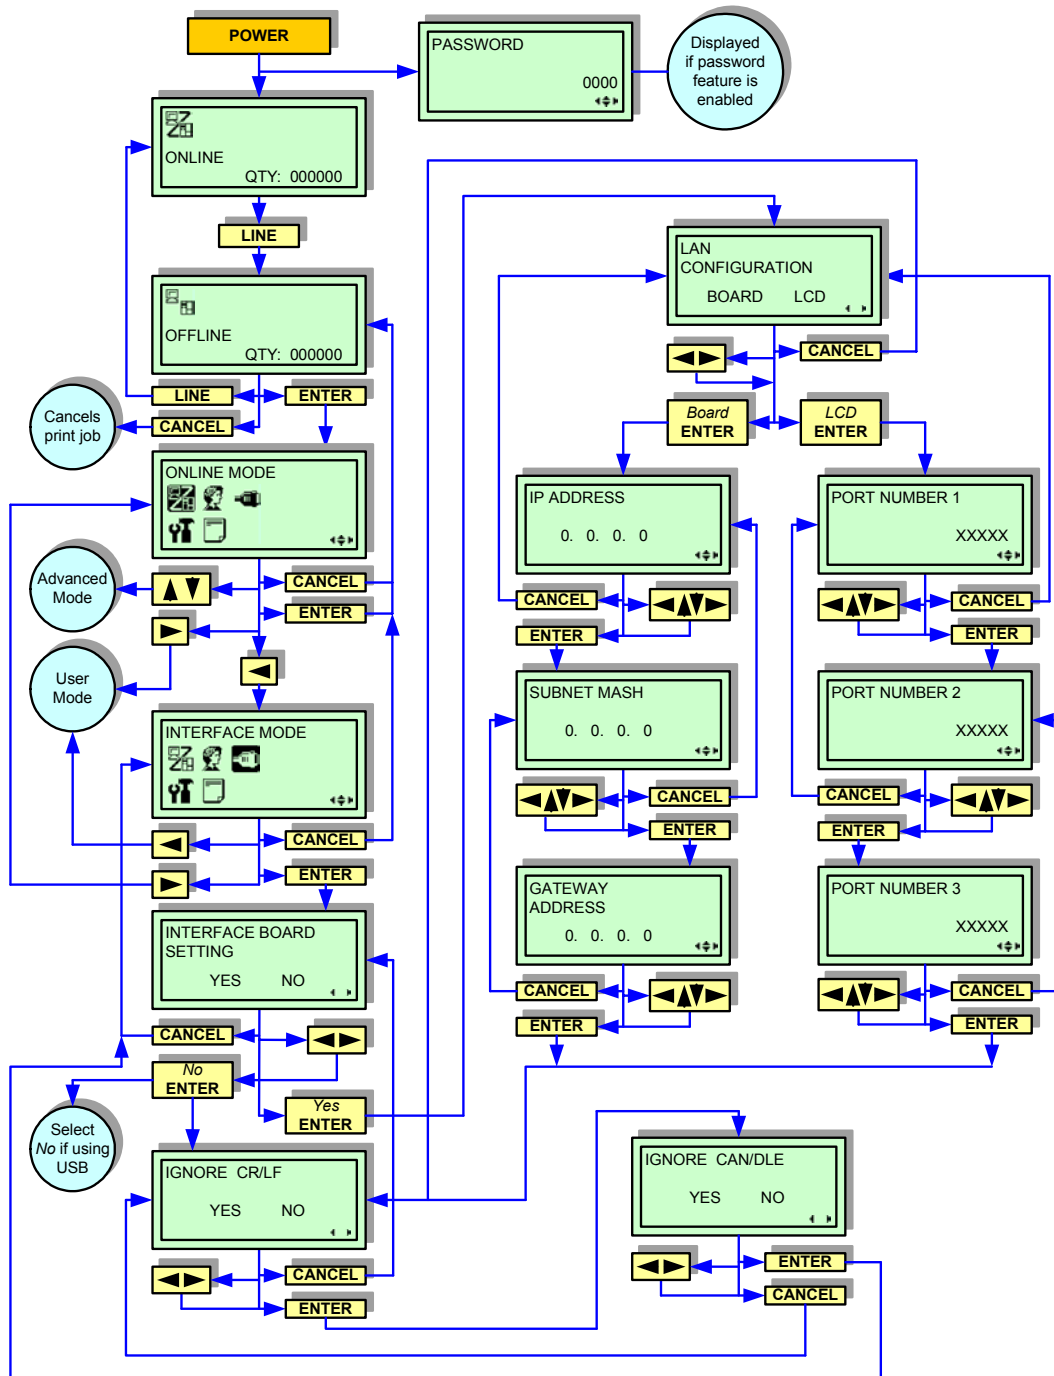 POWER
PASSWORD
0000
Displayed
if password
feature is
enabled
ONLINE
QTY: 000000
LINE
OFFLINE
QTY: 000000
LINE
ENTER
CANCEL
Cancels
print job
ONLINE MODE
CANCEL
ENTER
Advanced
Mode
User
Mode
INTERFACE MODE
CANCEL
ENTER
INTERFACE BOARD
SETTING
YES NO
CANCEL
No
ENTER
Yes
ENTER
Select
No if using
USB
IGNORE CR/LF
YES NO
CANCEL
ENTER
LAN
CONFIGURATION
BOARD LCD
CANCEL
Board
ENTER
LCD
ENTER
IP ADDRESS
0. 0. 0. 0
CANCEL
ENTER
SUBNET MASH
0. 0. 0. 0
CANCEL
ENTER
GATEWAY
ADDRESS
0. 0. 0. 0
CANCEL
ENTER
PORT NUMBER 1
XXXXX
CANCEL
ENTER
PORT NUMBER 2
XXXXX
CANCEL
ENTER
PORT NUMBER 3
XXXXX
CANCEL
ENTER
IGNORE CAN/DLE
YES NO
ENTER
CANCEL